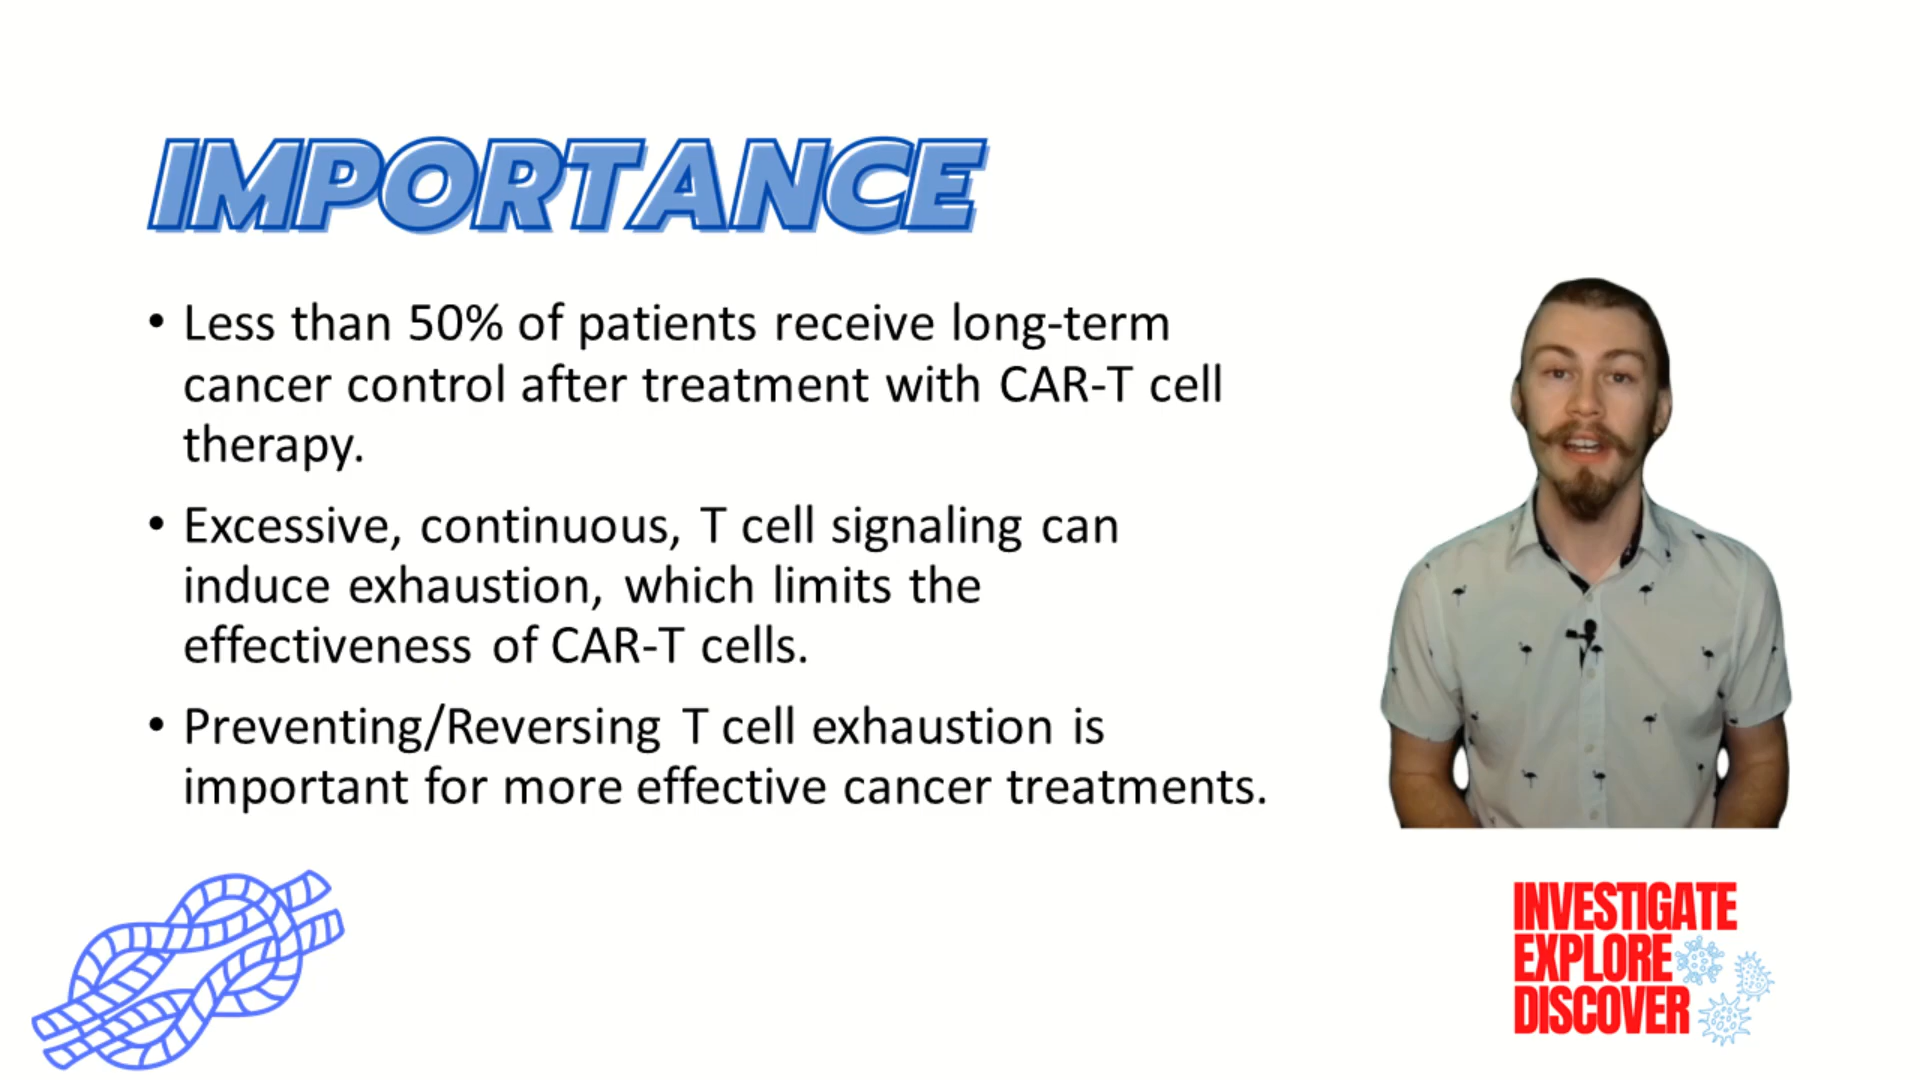 IMPORTANCE
• Less than 50% of patients receive long-term
cancer control after treatment with CAR-T cell
therapy.
• Excessive, continuous, T cell signaling can
induce exhaustion, which limits the
effectiveness of CAR-T cells.
• Preventing/Reversing T cell exhaustion is
important for more effective cancer treatments.
INVESTIGATE
EXPLORE
DISCOVER